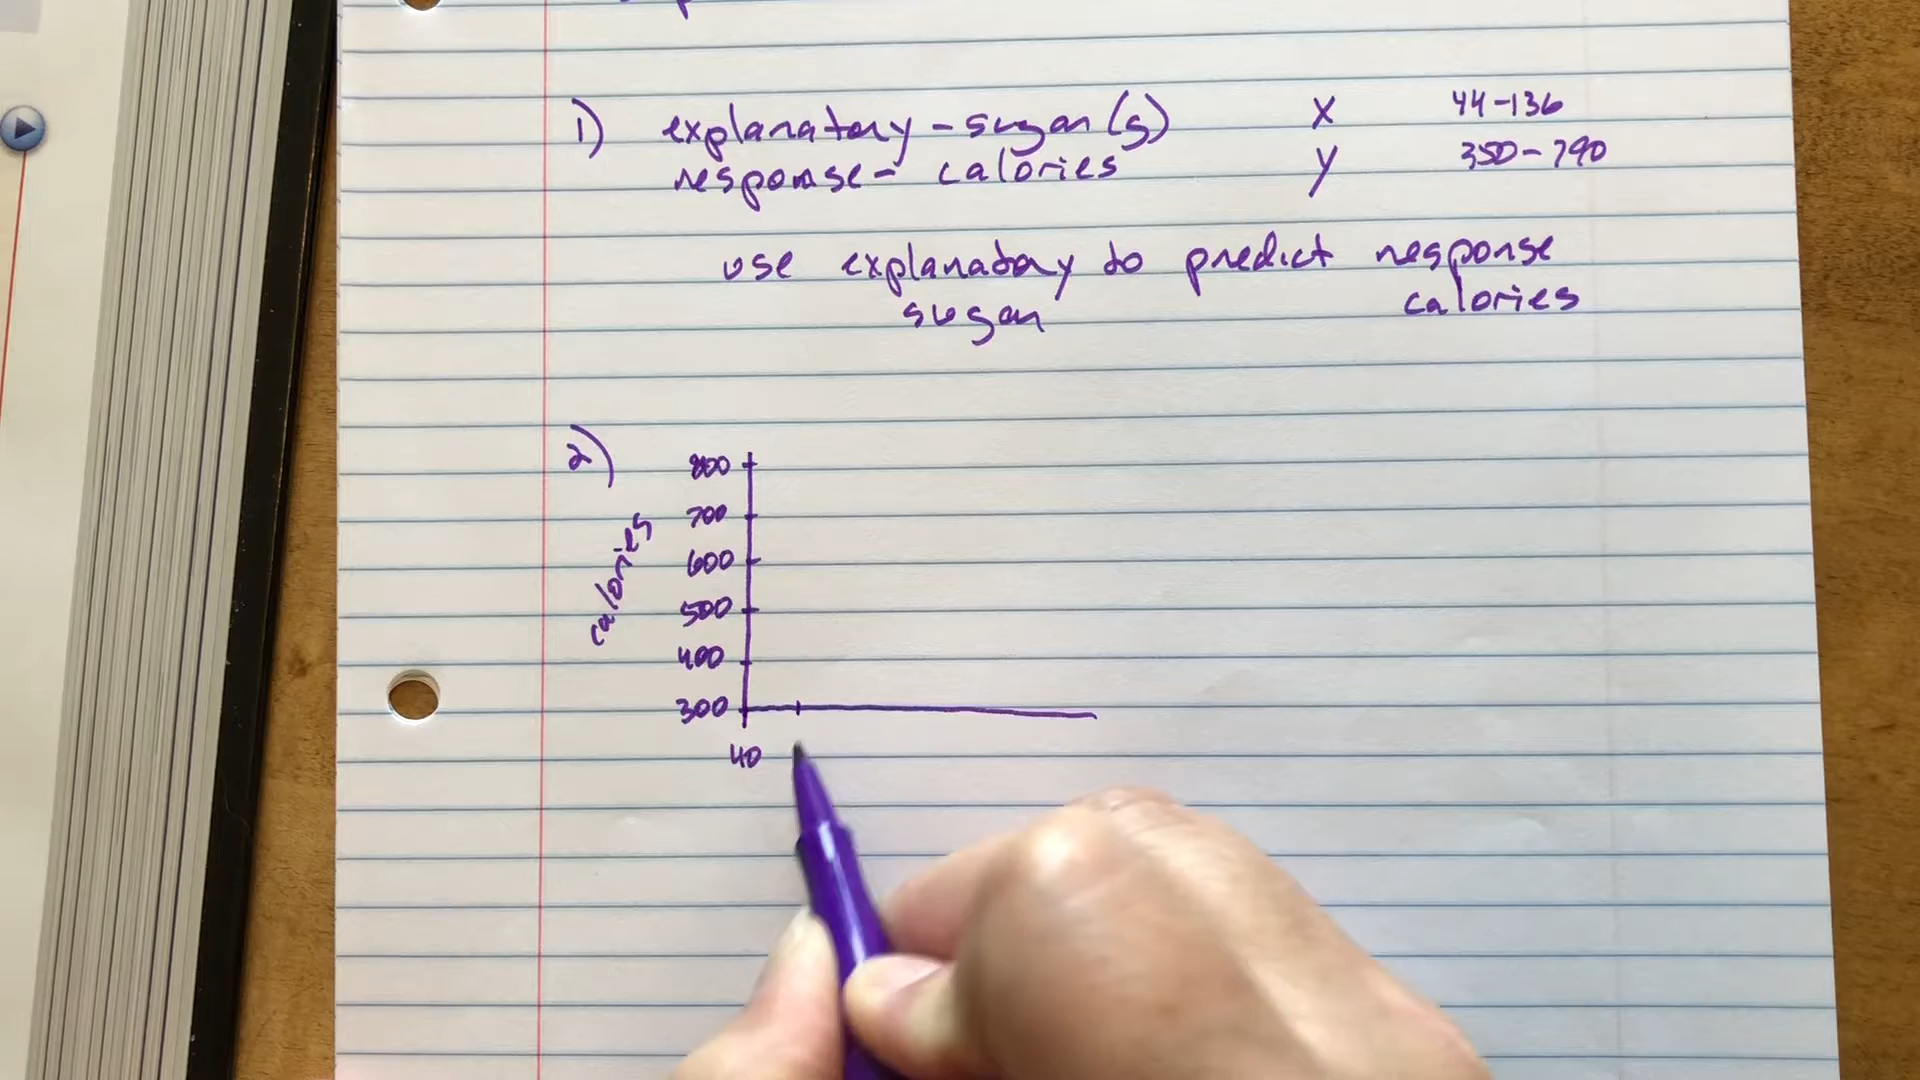 1) explanatory - sugar (g) x 44-136
response - calories y 350-790
use explanatory to predict response
sugar calories
2)
800
700
calories
600
500
400
300
40